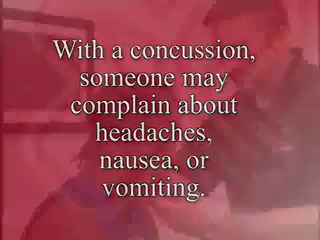 With a concussion,
someone may
complain about
headaches,
nausea, or
vomiting.